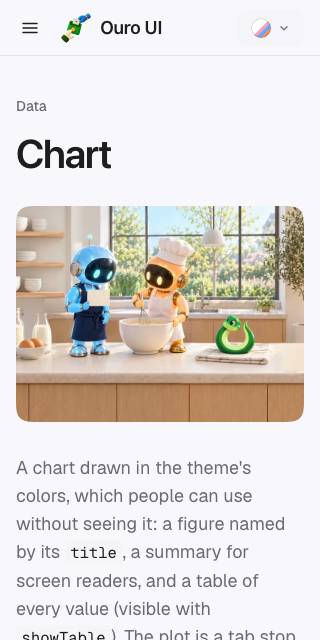 Ouro UI
Data
Chart
A chart drawn in the theme's
colors, which people can use
without seeing it: a figure named
by its title, a summary for
screen readers, and a table of
every value (visible with
showTable). The plot is a tab stop